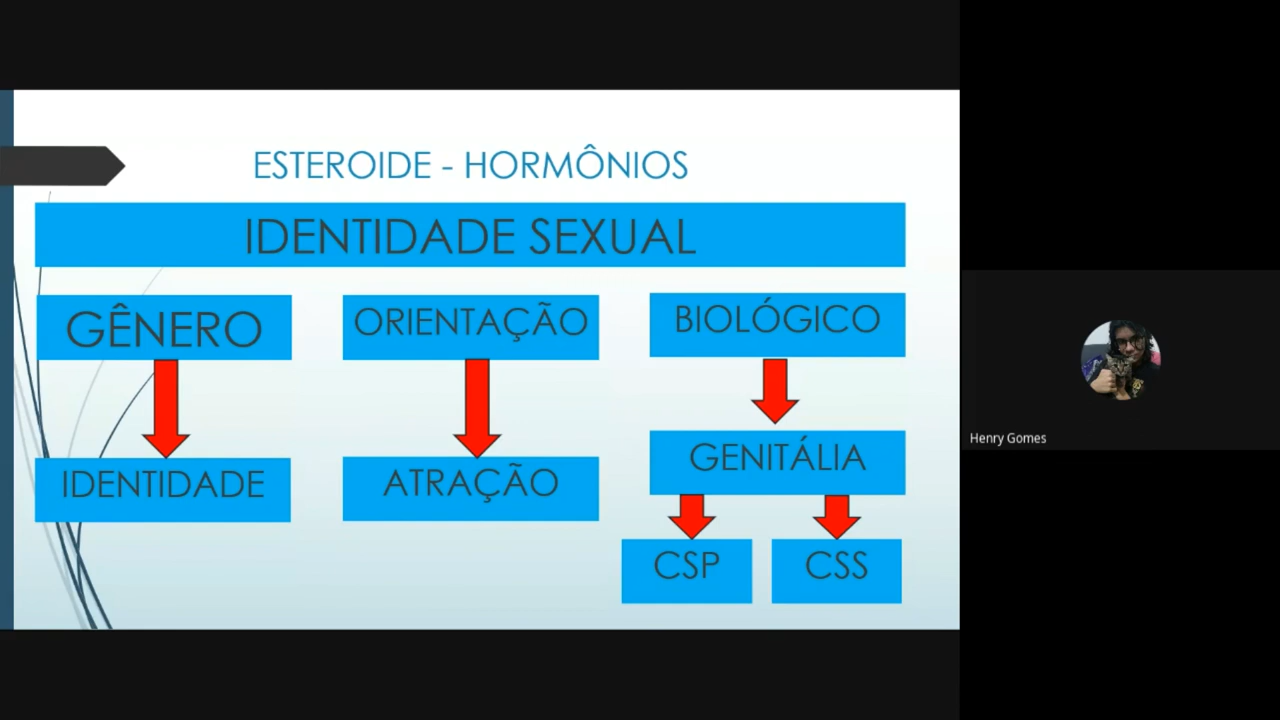 ESTEROIDE - HORMÔNIOS
IDENTIDADE SEXUAL
GÊNERO
ORIENTAÇÃO
BIOLÓGICO
IDENTIDADE
ATRAÇÃO
GENITÁLIA
CSP
CSS
Henry Gomes